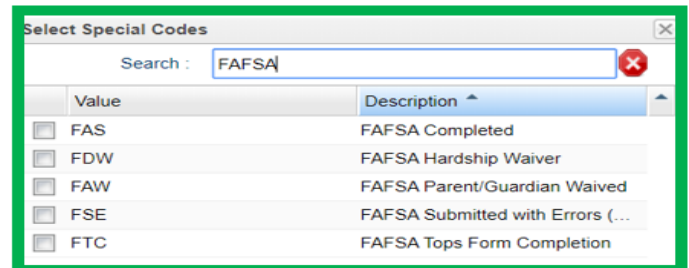 Select Special Codes
Search : FAFSA
Value Description
FAS FAFSA Completed
FDW FAFSA Hardship Waiver
FAW FAFSA Parent/Guardian Waived
FSE FAFSA Submitted with Errors (...
FTC FAFSA Tops Form Completion